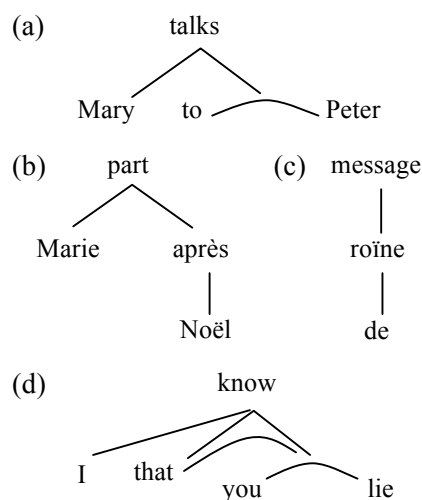 (a) talks
Mary to Peter
(b) part (c) message
Marie après roïne
Noël de
(d) know
I that you lie